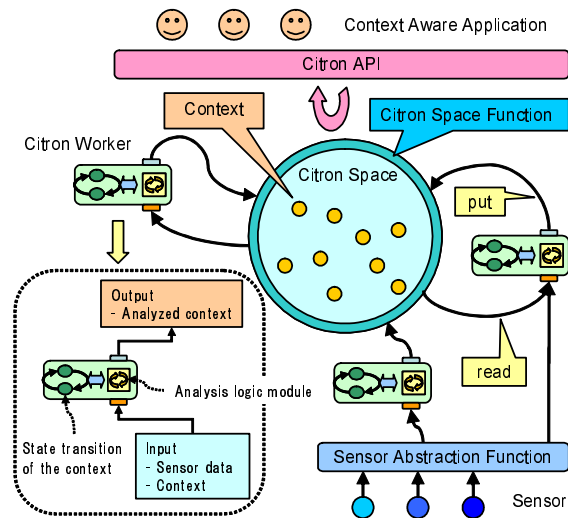 Context Aware Application
Citron API
Context
Citron Space Function
Citron Worker
Citron Space
put
Output
- Analyzed context
read
Analysis logic module
State transition
of the context
Input
- Sensor data
- Context
Sensor Abstraction Function
Sensor